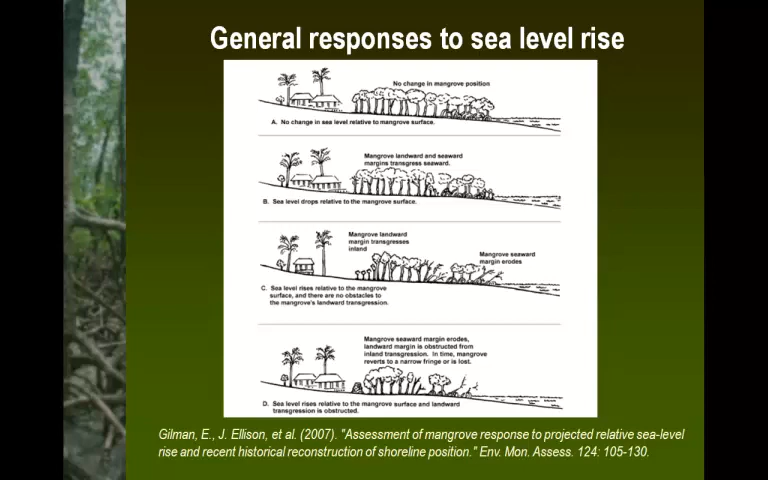 General responses to sea level rise
No change in mangrove position
A. No change in sea level relative to mangrove surface.
Mangrove landward and seaward
margins transgress seaward.
B. Sea level drops relative to the mangrove surface.
Mangrove landward
margin transgresses
inland
Mangrove seaward
margin erodes
C. Sea level rises relative to the mangrove
surface, and there are no obstacles to
the mangrove's landward transgression.
Mangrove seaward margin erodes,
landward margin is obstructed from
inland transgression. In time, mangrove
reverts to a narrow fringe or is lost.
D. Sea level rises relative to the mangrove surface and landward
transgression is obstructed.
Gilman, E., J. Ellison, et al. (2007). "Assessment of mangrove response to projected relative sea-level
rise and recent historical reconstruction of shoreline position." Env. Mon. Assess. 124: 105-130.